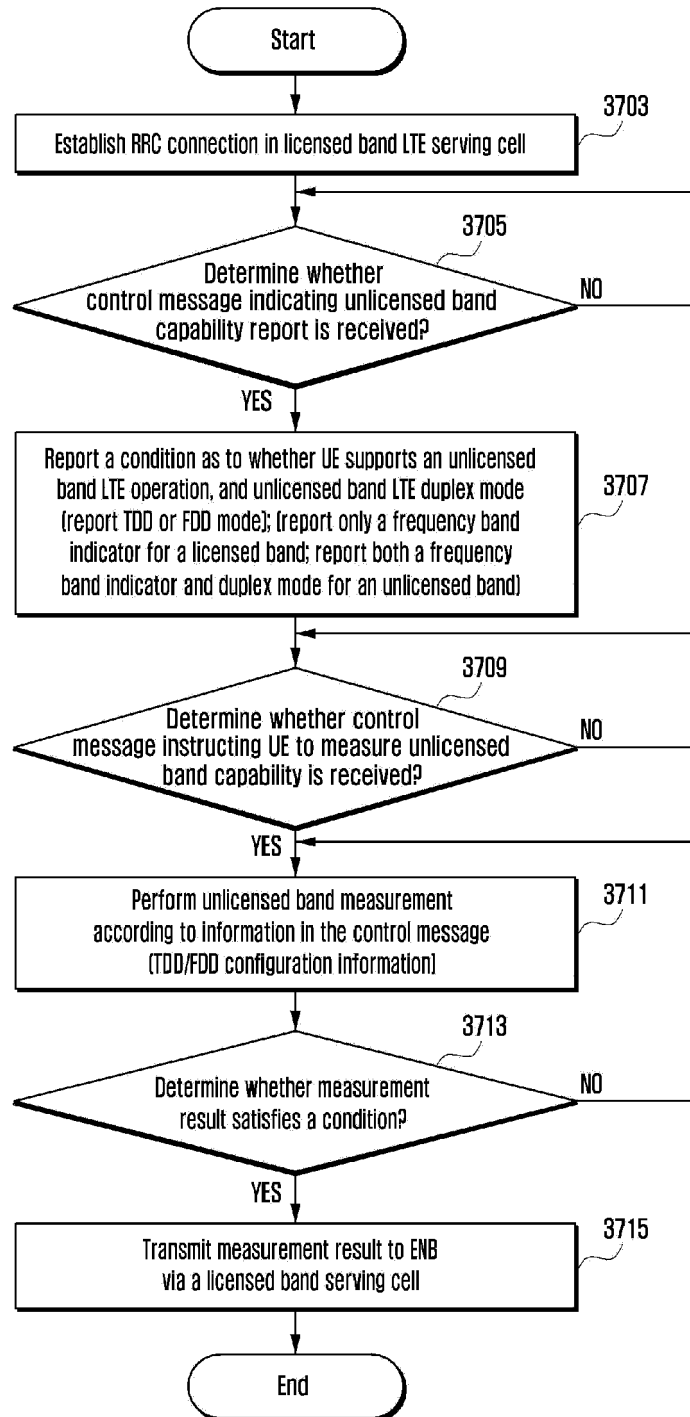 Start
3703
Establish RRC connection in licensed band LTE serving cell
3705
Determine whether
control message indicating unlicensed band
capability report is received?
NO
YES
Report a condition as to whether UE supports an unlicensed
band LTE operation, and unlicensed band LTE duplex mode
(report TDD or FDD mode); (report only a frequency band
indicator for a licensed band; report both a frequency
band indicator and duplex mode for an unlicensed band)
3707
3709
Determine whether control
message instructing UE to measure unlicensed
band capability is received?
NO
YES
Perform unlicensed band measurement
according to information in the control message
(TDD/FDD configuration information)
3711
3713
Determine whether measurement
result satisfies a condition?
NO
YES
Transmit measurement result to ENB
via a licensed band serving cell
3715
End